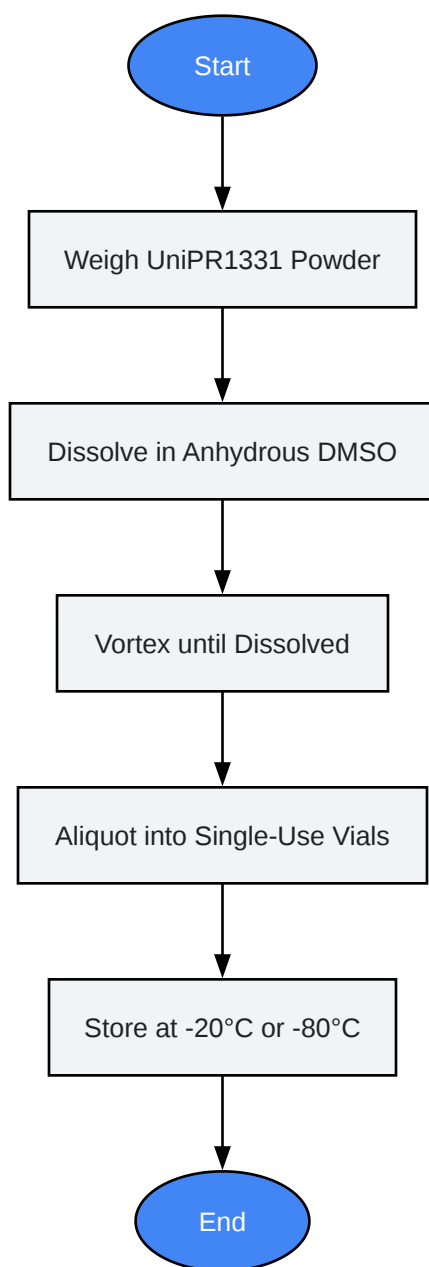 Start
Weigh UniPR1331 Powder
Dissolve in Anhydrous DMSO
Vortex until Dissolved
Aliquot into Single-Use Vials
Store at -20°C or -80°C
End